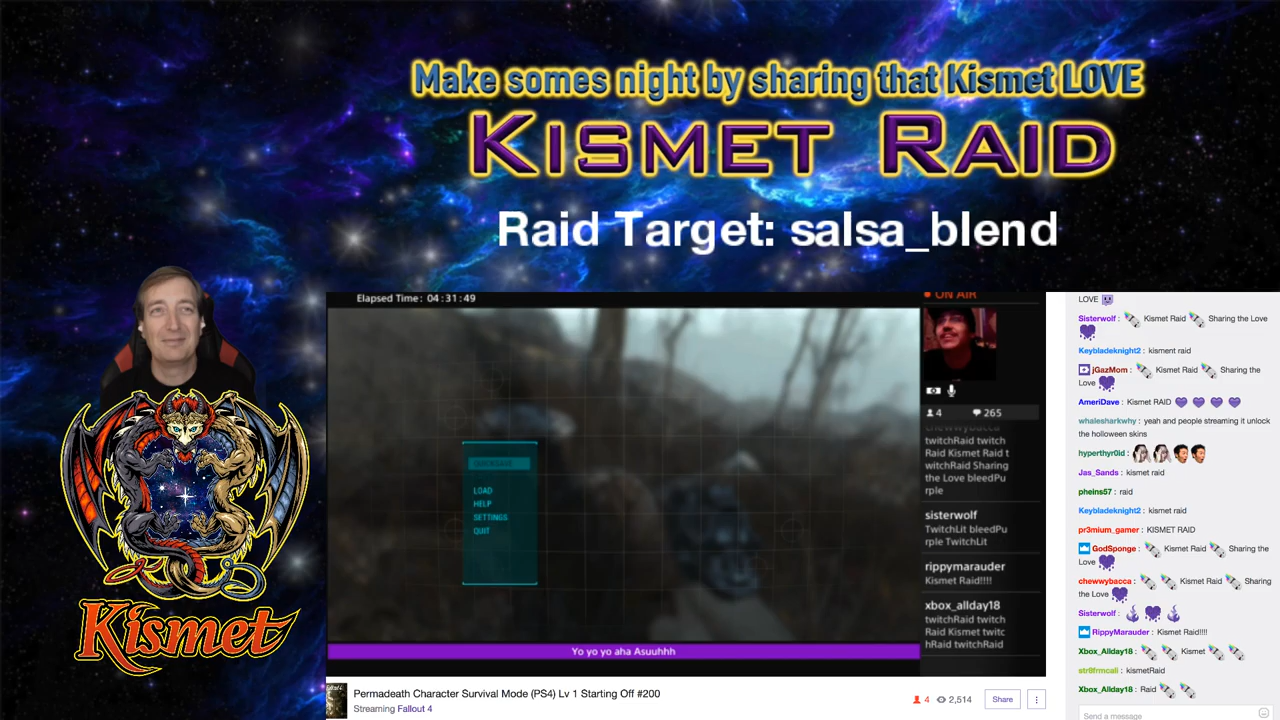 Make somes night by sharing that Kismet LOVE
KISMET RAID
Raid Target: salsa_blend
Kismet
Elapsed Time: 04:31:49
LOAD
HELP
SETTINGS
QUIT
Yo yo yo aha Asuuhhh
ON AIR
4 265
chewwybacca
twitchRaid twitch
Raid Kismet Raid t
witchRaid Sharing
the Love bleedPu
rple
sisterwolf
TwitchLit bleedPu
rple TwitchLit
rippymarauder
Kismet Raid!!!!
xbox_allday18
twitchRaid twitch
Raid Kismet twitc
hRaid twitchRaid
Permadeath Character Survival Mode (PS4) Lv 1 Starting Off #200
Streaming Fallout 4
4 2,514 Share
LOVE
Sisterwolf: Kismet Raid Sharing the Love
Keybladeknight2: kisment raid
jGazMom: Kismet Raid Sharing the
Love
AmeriDave: Kismet RAID
whalesharkwhy: yeah and people streaming it unlock
the holloween skins
hyperthyr0id:
Jas_Sands: kismet raid
pheins57: raid
Keybladeknight2: kismet raid
pr3mium_gamer: KISMET RAID
GodSponge: Kismet Raid Sharing the
Love
chewwybacca: Kismet Raid Sharing
the Love
Sisterwolf:
RippyMarauder: Kismet Raid!!!!
Xbox_Allday18: Kismet
str8frmcali: kismetRaid
Xbox_Allday18: Raid
Send a message